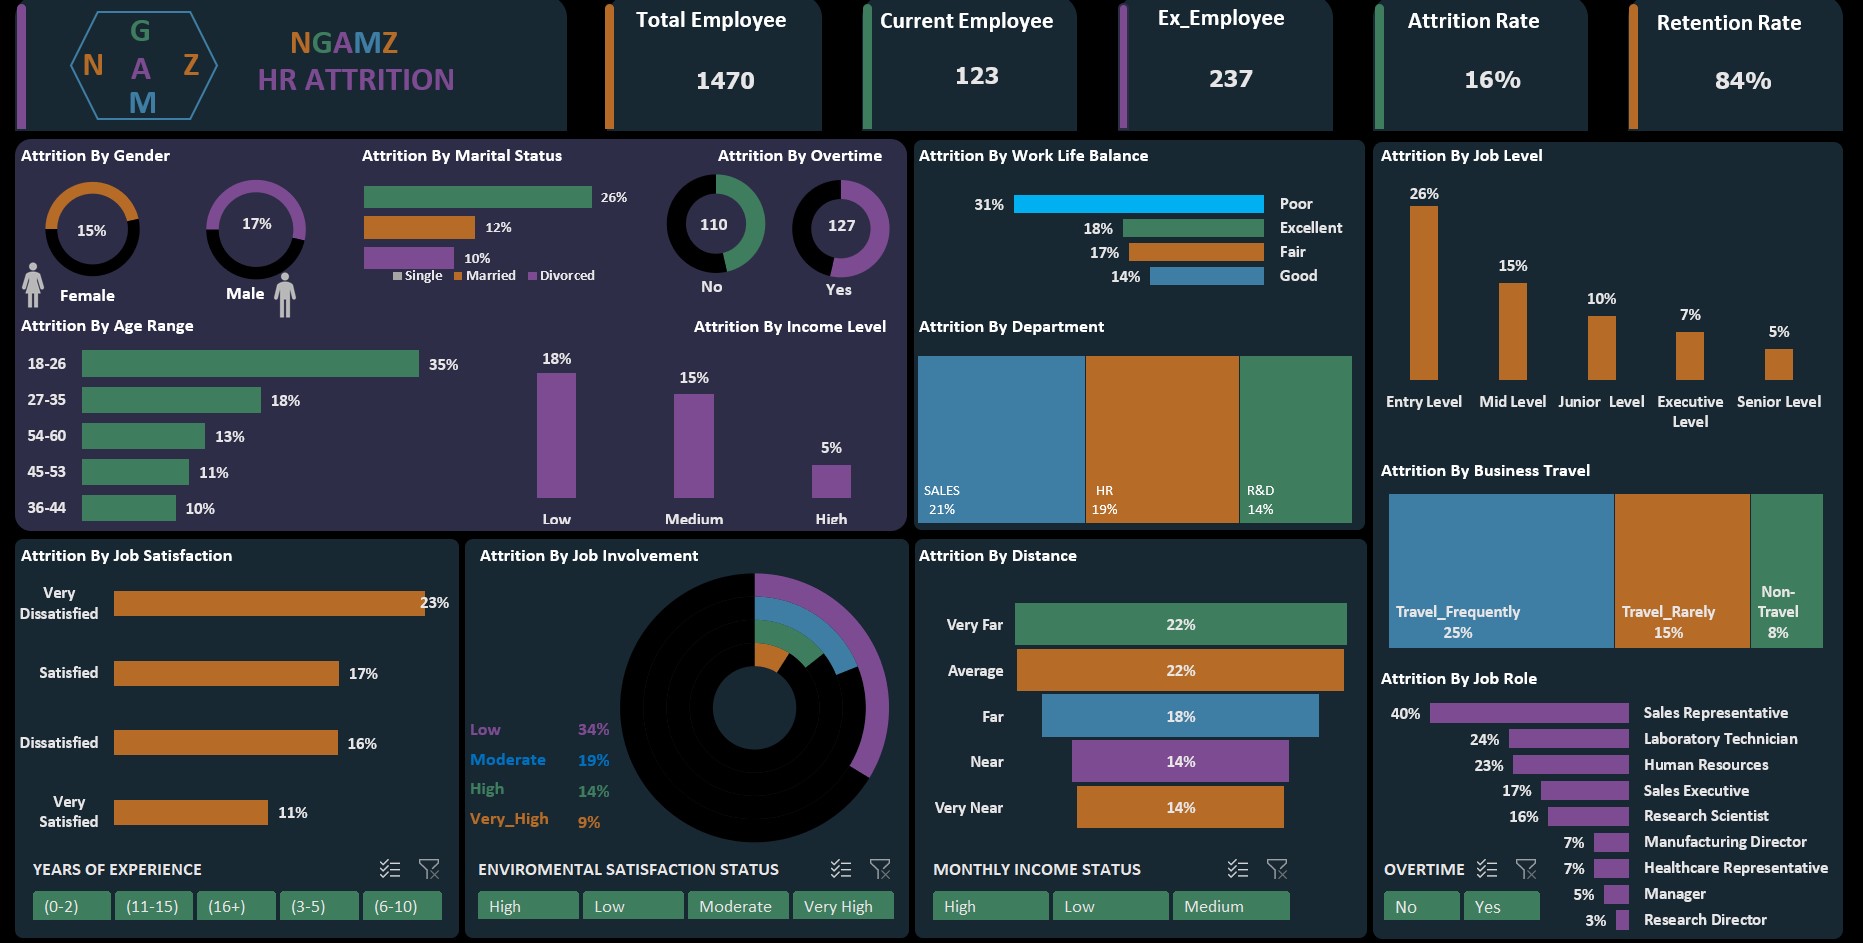 G
N A Z
M
NGAMZ
HR ATTRITION
Total Employee
1470
Current Employee
123
Ex_Employee
237
Attrition Rate
16%
Retention Rate
84%
Attrition By Gender
15%
Female
17%
Male
Attrition By Marital Status
26%
12%
10%
Single Married Divorced
Attrition By Overtime
110
No
127
Yes
Attrition By Age Range
18-26 35%
27-35 18%
54-60 13%
45-53 11%
36-44 10%
Attrition By Income Level
18%
15%
5%
Low Medium High
Attrition By Work Life Balance
31% Poor
18% Excellent
17% Fair
14% Good
Attrition By Department
SALES
21%
HR
19%
R&D
14%
Attrition By Job Level
26%
15%
10%
7%
5%
Entry Level Mid Level Junior Level Executive Senior Level
Level
Attrition By Business Travel
Travel_Frequently
25%
Travel_Rarely
15%
Non-
Travel
8%
Attrition By Job Satisfaction
Very
Dissatisfied 23%
Satisfied 17%
Dissatisfied 16%
Very
Satisfied 11%
YEARS OF EXPERIENCE
(0-2) (11-15) (16+) (3-5) (6-10)
Attrition By Job Involvement
Low 34%
Moderate 19%
High 14%
Very_High 9%
ENVIROMENTAL SATISFACTION STATUS
High Low Moderate Very High
Attrition By Distance
Very Far 22%
Average 22%
Far 18%
Near 14%
Very Near 14%
MONTHLY INCOME STATUS
High Low Medium
Attrition By Job Role
40% Sales Representative
24% Laboratory Technician
23% Human Resources
17% Sales Executive
16% Research Scientist
7% Manufacturing Director
7% Healthcare Representative
5% Manager
3% Research Director
OVERTIME
No Yes